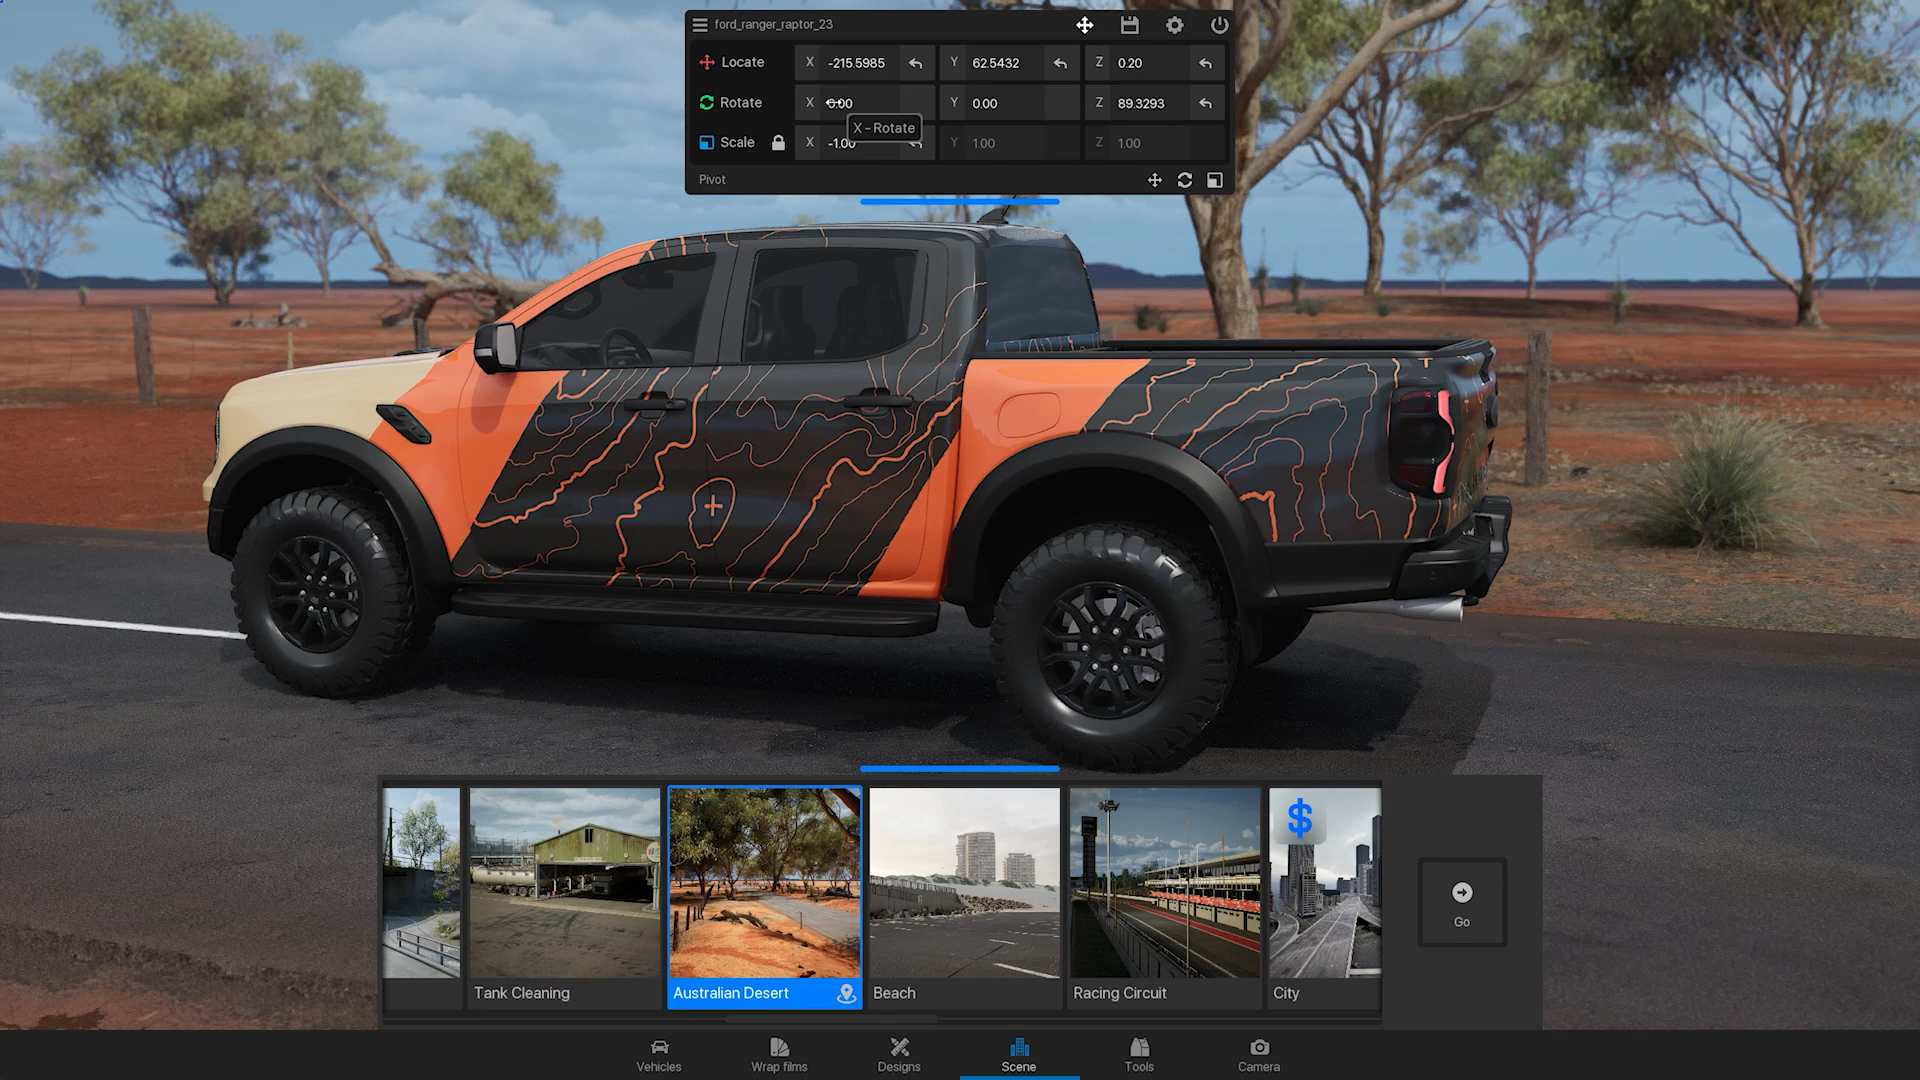 ford_ranger_raptor_23
Locate X -215.5985 Y 62.5432 Z 0.20
Rotate X 0.00 Y 0.00 Z 89.3293
X - Rotate
Scale X -1.00 Y 1.00 Z 1.00
Pivot
$
Tank Cleaning Australian Desert Beach Racing Circuit City
Go
Vehicles Wrap films Designs Scene Tools Camera